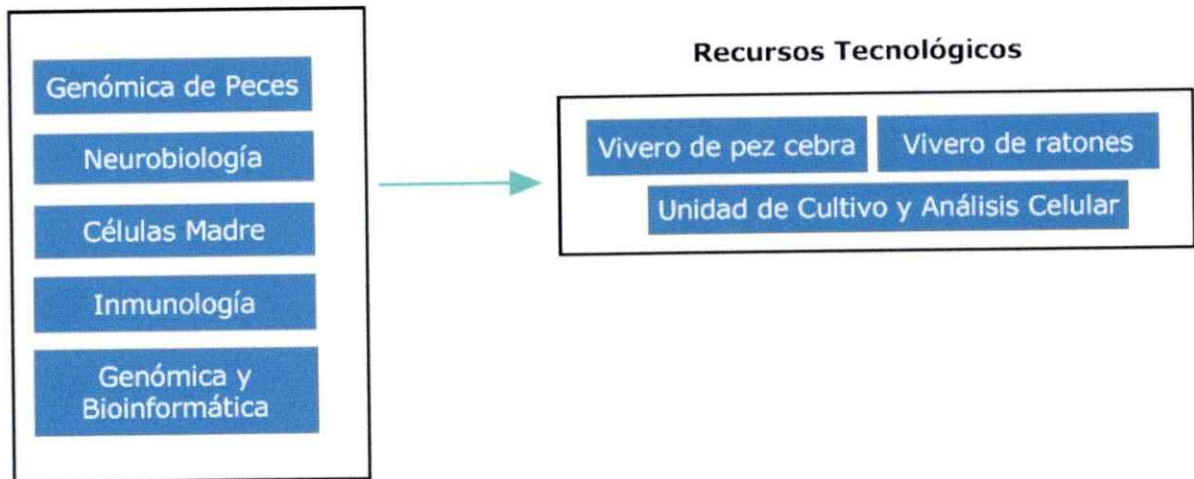 Genómica de Peces
Neurobiología
Células Madre
Inmunología
Genómica y
Bioinformática
Recursos Tecnológicos
Vivero de pez cebra
Vivero de ratones
Unidad de Cultivo y Análisis Celular